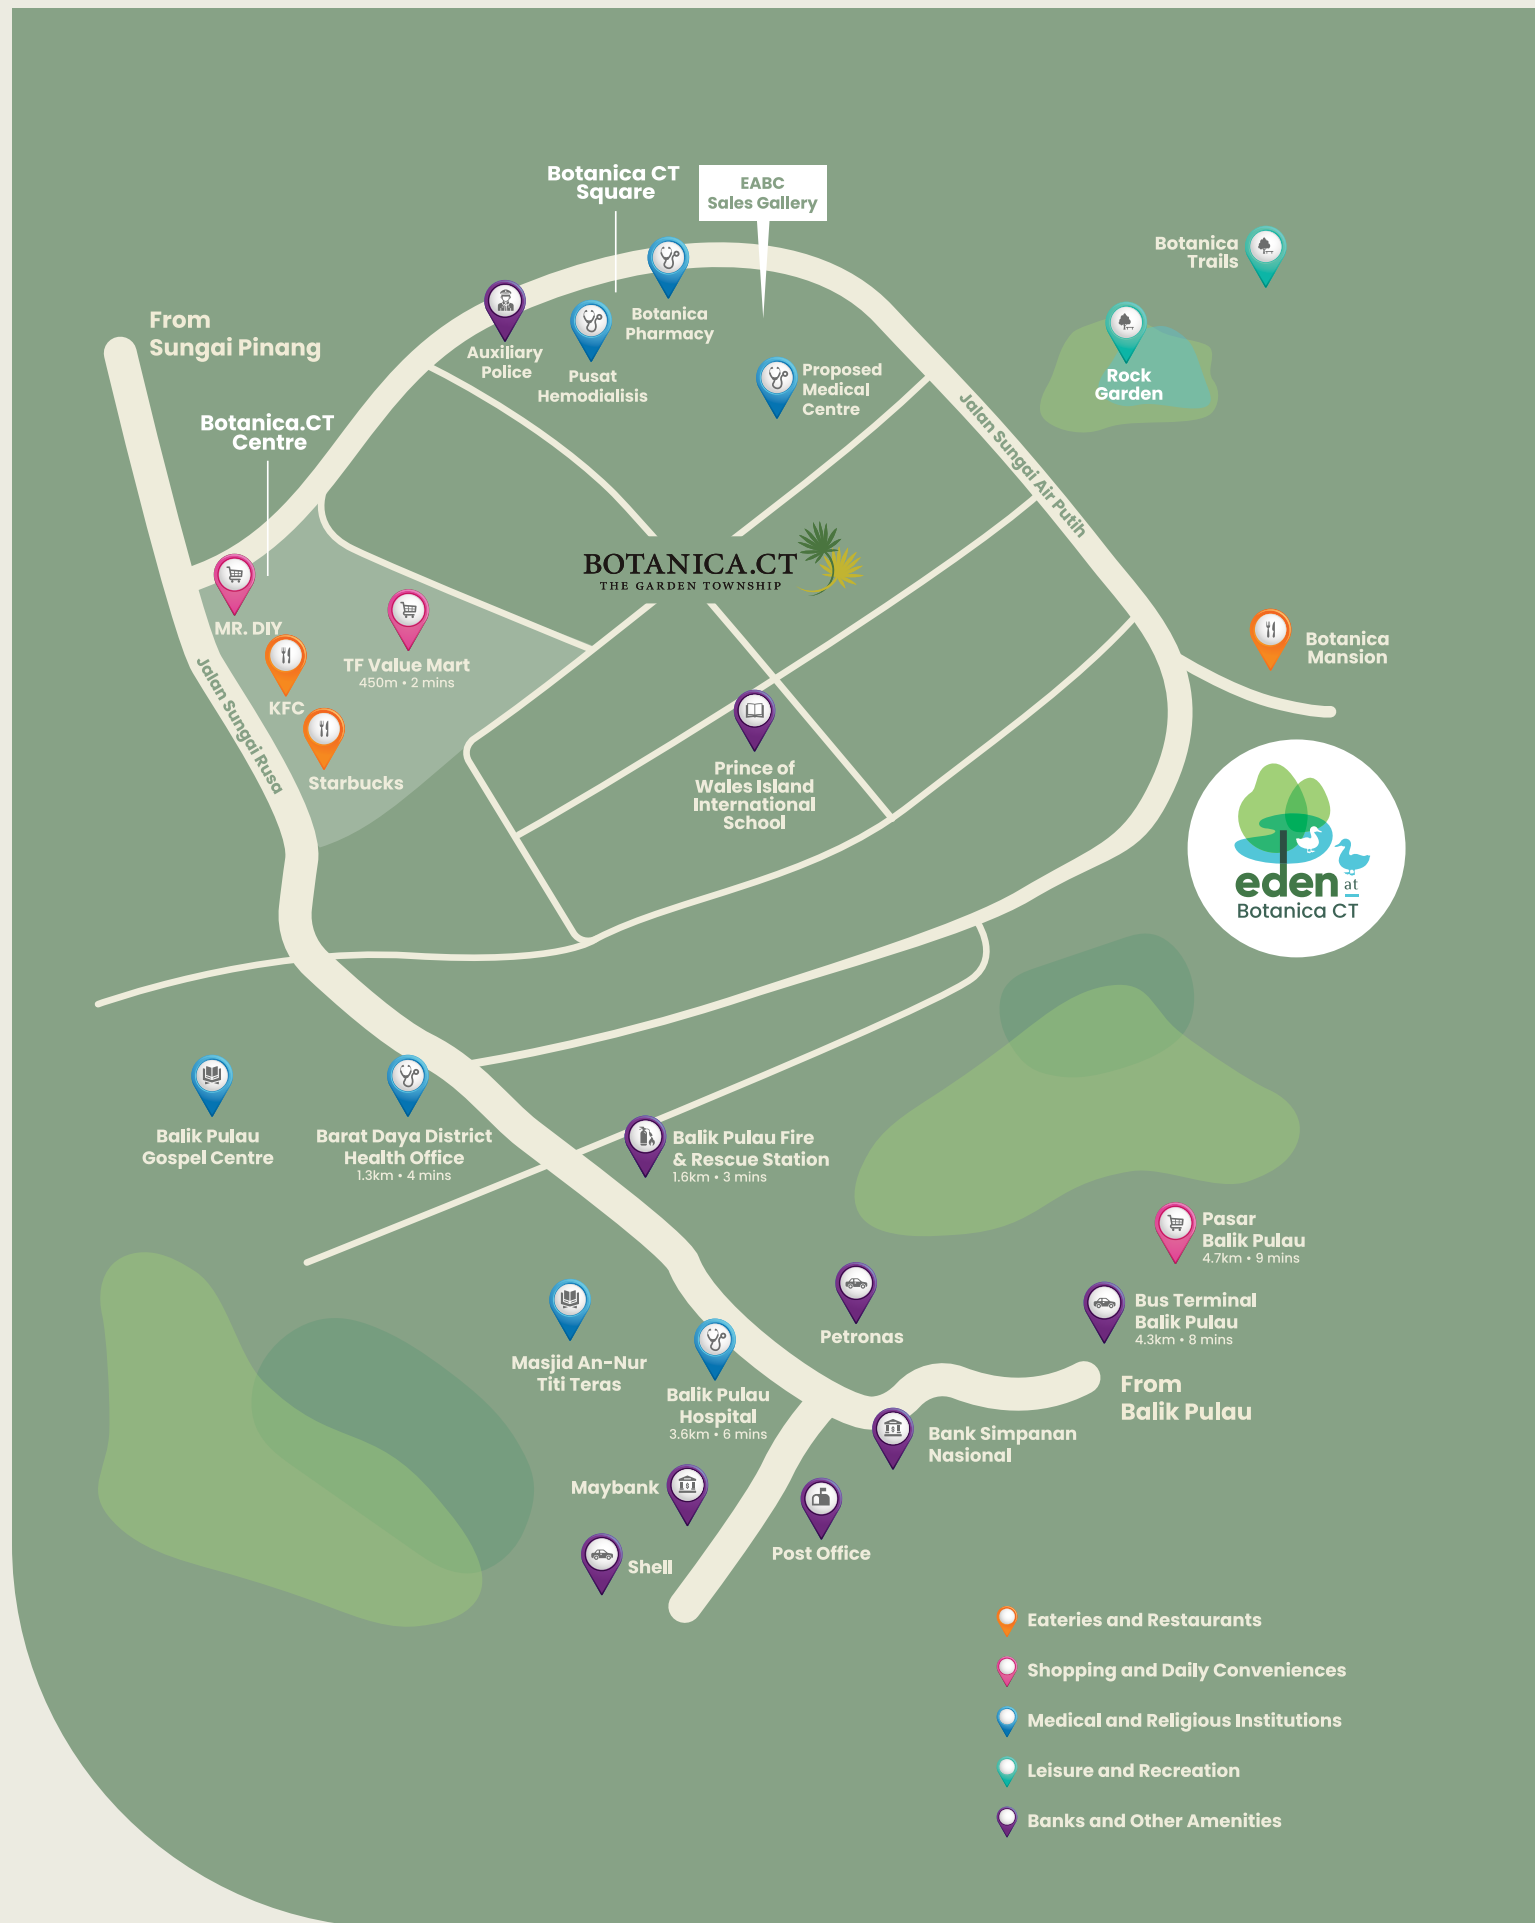 Botanica CT
Square
EABC
Sales Gallery
Botanica
Trails
Botanica
Pharmacy
From
Sungai Pinang
Auxiliary
Police
Pusat
Hemodialisis
Proposed
Medical
Centre
Rock
Garden
Botanica.CT
Centre
Jalan Sungai Air Putih
BOTANICA.CT
THE GARDEN TOWNSHIP
MR. DIY
TF Value Mart
450m • 2 mins
KFC
Starbucks
Jalan Sungai Rusa
Botanica
Mansion
Prince of
Wales Island
International
School
eden at
Botanica CT
Balik Pulau
Gospel Centre
Barat Daya District
Health Office
1.3km • 4 mins
Balik Pulau Fire
& Rescue Station
1.6km • 3 mins
Pasar
Balik Pulau
4.7km • 9 mins
Bus Terminal
Balik Pulau
4.3km • 8 mins
Petronas
Masjid An-Nur
Titi Teras
Balik Pulau
Hospital
3.6km • 6 mins
From
Balik Pulau
Bank Simpanan
Nasional
Maybank
Post Office
Shell
Eateries and Restaurants
Shopping and Daily Conveniences
Medical and Religious Institutions
Leisure and Recreation
Banks and Other Amenities